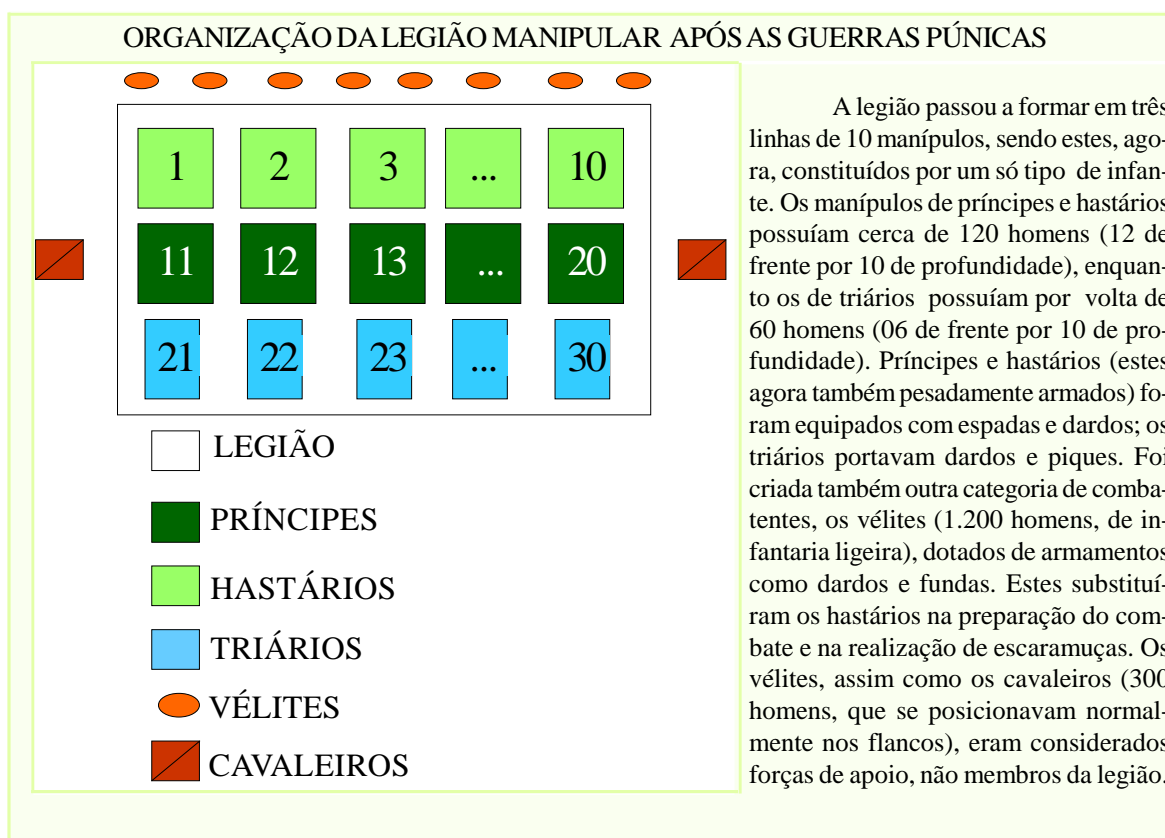 ORGANIZAÇÃO DA LEGIÃO MANIPULAR APÓS AS GUERRAS PÚNICAS
1 2 3 ... 10
11 12 13 ... 20
21 22 23 ... 30
LEGIÃO
PRÍNCIPES
HASTÁRIOS
TRIÁRIOS
VÉLITES
CAVALEIROS
A legião passou a formar em três
linhas de 10 manípulos, sendo estes, ago-
ra, constituídos por um só tipo de infan-
te. Os manípulos de príncipes e hastários
possuíam cerca de 120 homens (12 de
frente por 10 de profundidade), enquan-
to os de triários possuíam por volta de
60 homens (06 de frente por 10 de pro-
fundidade). Príncipes e hastários (estes
agora também pesadamente armados) fo-
ram equipados com espadas e dardos; os
triários portavam dardos e piques. Foi
criada também outra categoria de comba-
tentes, os vélites (1.200 homens, de in-
fantaria ligeira), dotados de armamentos
como dardos e fundas. Estes substituí-
ram os hastários na preparação do com-
bate e na realização de escaramuças. Os
vélites, assim como os cavaleiros (300
homens, que se posicionavam normal-
mente nos flancos), eram considerados
forças de apoio, não membros da legião.